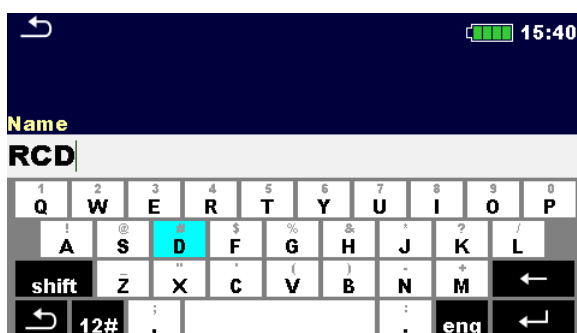 15:40
Name
RCD
1 2 3 4 5 6 7 8 9 0
Q W E R T Y U I O P
! @ # $ % & * ? /
A S D F G H J K L
_ " ' ( ) - +
shift Z X C V B N M
; :
12# . . eng